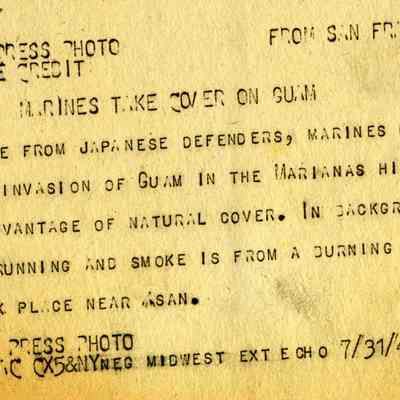 PRESS PHOTO FROM SAN FR
E CREDIT
MARINES TAKE COVER ON GUAM
E FROM JAPANESE DEFENDERS, MARINES
INVASION OF GUAM IN THE MARIANAS HI
VANTAGE OF NATURAL COVER. IN BACKGR
RUNNING AND SMOKE IS FROM A BURNING
K PLACE NEAR ASAN.
PRESS PHOTO
CX5&NYNEG MIDWEST EXT ECHO 7/31/4